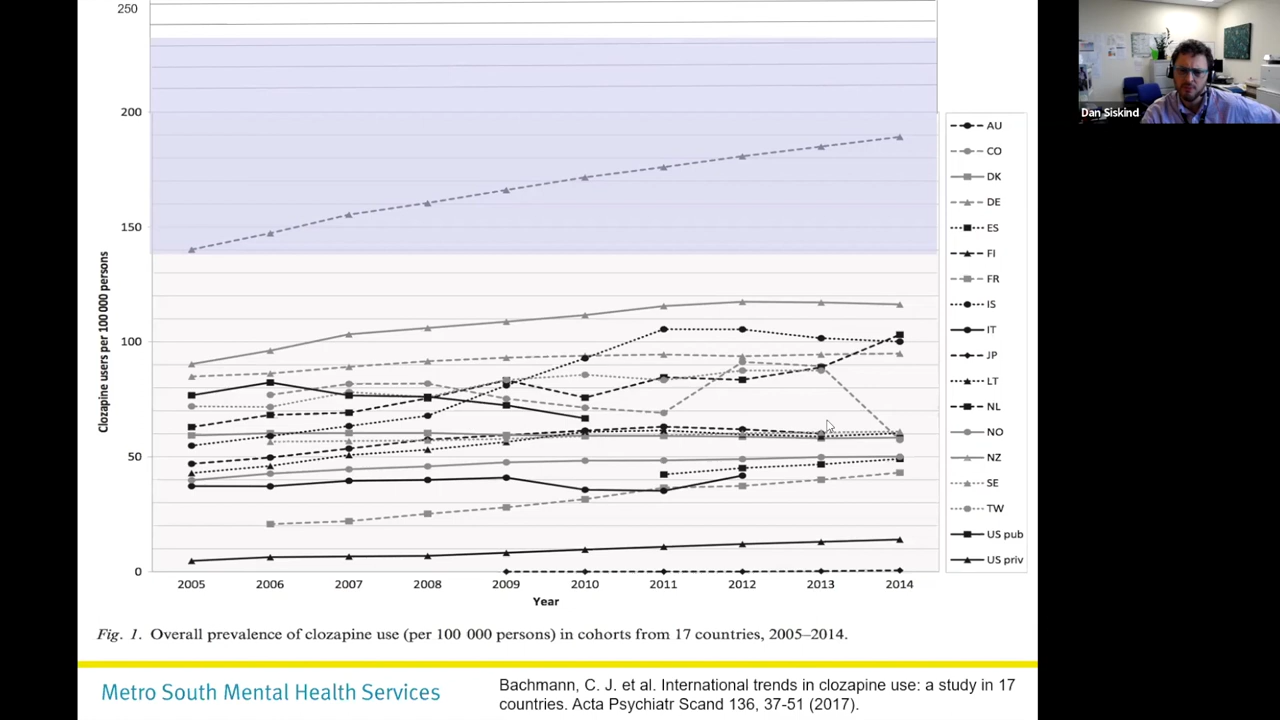 250
200
150
100
50
0
Clozapine users per 100 000 persons
2005 2006 2007 2008 2009 2010 2011 2012 2013 2014
Year
AU
CO
DK
DE
ES
FI
FR
IS
IT
JP
LT
NL
NO
NZ
SE
TW
US pub
US priv
Fig. 1. Overall prevalence of clozapine use (per 100 000 persons) in cohorts from 17 countries, 2005–2014.
Metro South Mental Health Services
Bachmann, C. J. et al. International trends in clozapine use: a study in 17
countries. Acta Psychiatr Scand 136, 37-51 (2017).
Dan Siskind